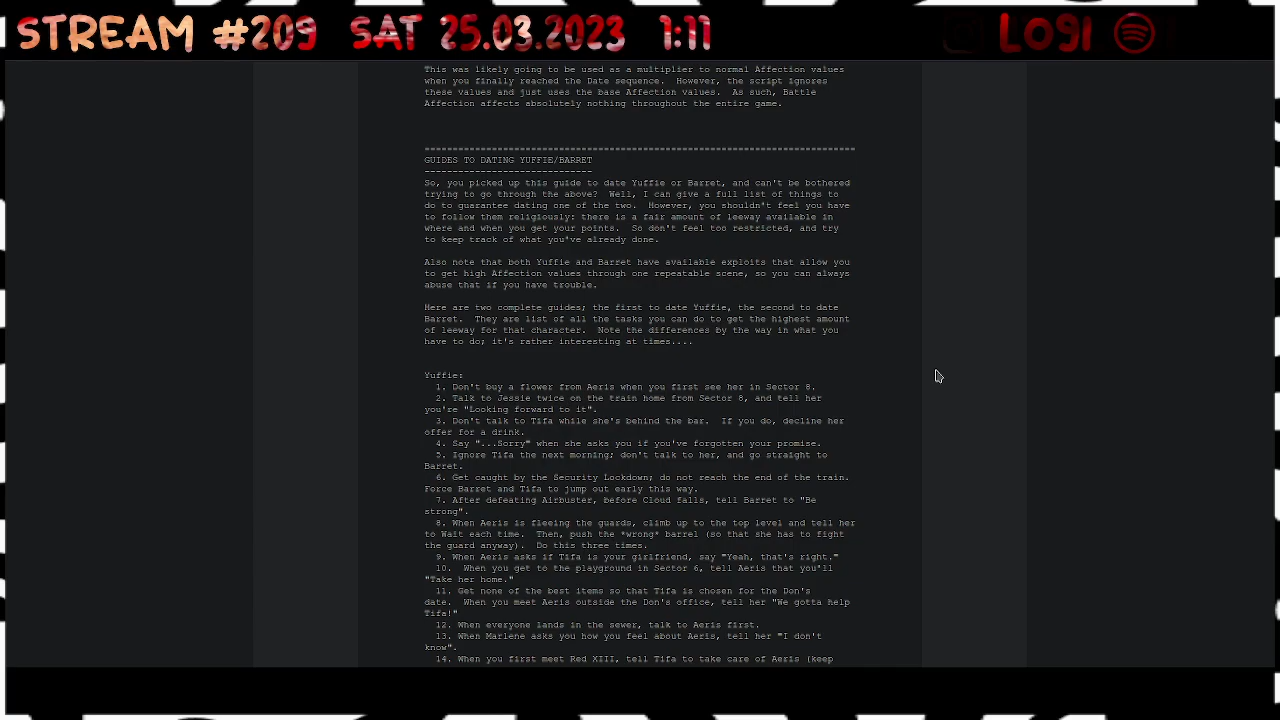 STREAM #209 SAT 25.03.2023 1:11 LOGI
This was likely going to be used as a multiplier to normal Affection values
when you finally reached the Date sequence. However, the script ignores
these values and just uses the base Affection values. As such, Battle
Affection affects absolutely nothing throughout the entire game.
=============================================================================
GUIDES TO DATING YUFFIE/BARRET
------------------------------
So, you picked up this guide to date Yuffie or Barret, and can't be bothered
trying to go through the above? Well, I can give a full list of things to
do to guarantee dating one of the two. However, you shouldn't feel you have
to follow them religiously: there is a fair amount of leeway available in
where and when you get your points. So don't feel too restricted, and try
to keep track of what you've already done.
Also note that both Yuffie and Barret have available exploits that allow you
to get high Affection values through one repeatable scene, so you can always
abuse that if you have trouble.
Here are two complete guides; the first to date Yuffie, the second to date
Barret. They are list of all the tasks you can do to get the highest amount
of leeway for that character. Note the differences by the way in what you
have to do; it's rather interesting at times....
Yuffie:
1. Don't buy a flower from Aeris when you first see her in Sector 8.
2. Talk to Jessie twice on the train home from Sector 8, and tell her
you're "Looking forward to it".
3. Don't talk to Tifa while she's behind the bar. If you do, decline her
offer for a drink.
4. Say "...Sorry" when she asks you if you've forgotten your promise.
5. Ignore Tifa the next morning; don't talk to her, and go straight to
Barret.
6. Get caught by the Security Lockdown; do not reach the end of the train.
Force Barret and Tifa to jump out early this way.
7. After defeating Airbuster, before Cloud falls, tell Barret to "Be
strong".
8. When Aeris is fleeing the guards, climb up to the top level and tell her
to Wait each time. Then, push the *wrong* barrel (so that she has to fight
the guard anyway). Do this three times.
9. When Aeris asks if Tifa is your girlfriend, say "Yeah, that's right."
10. When you get to the playground in Sector 6, tell Aeris that you'll
"Take her home."
11. Get none of the best items so that Tifa is chosen for the Don's
date. When you meet Aeris outside the Don's office, tell her "We gotta help
Tifa!"
12. When everyone lands in the sewer, talk to Aeris first.
13. When Marlene asks you how you feel about Aeris, tell her "I don't
know".
14. When you first meet Red XIII, tell Tifa to take care of Aeris (keep